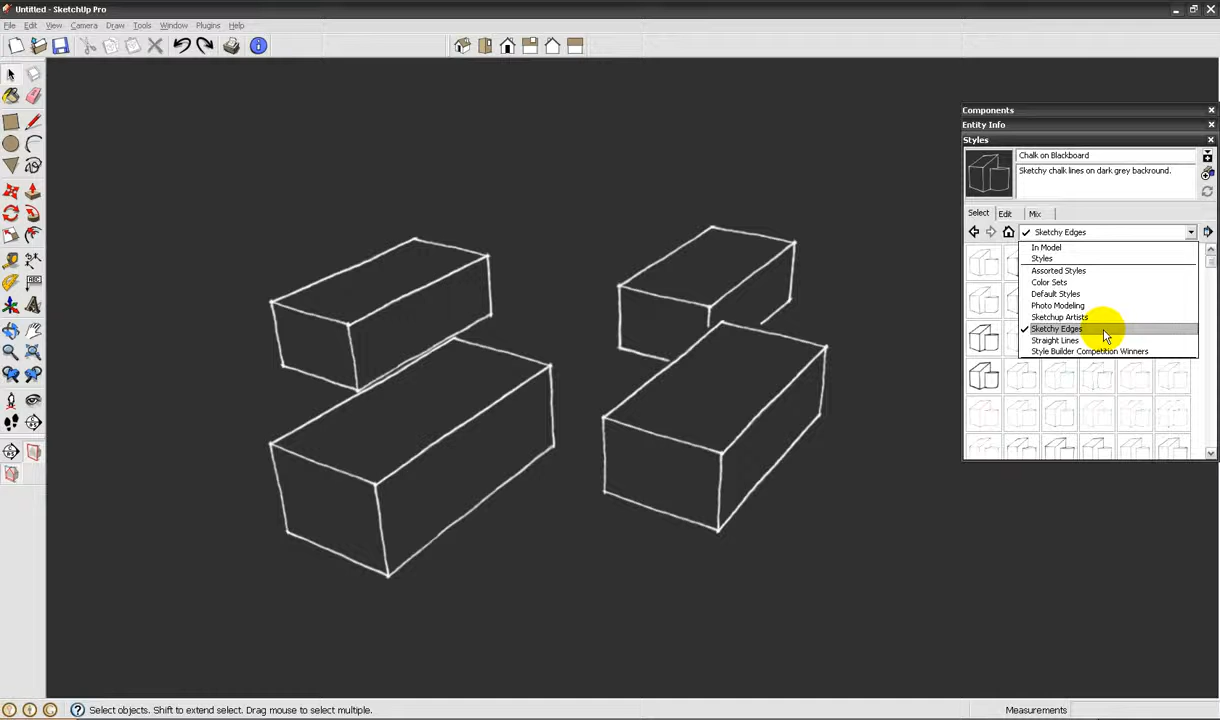 Untitled - SketchUp Pro
File Edit View Camera Draw Tools Window Plugins Help
Components
Entity Info
Styles
Chalk on Blackboard
Sketchy chalk lines on dark grey backround.
Select Edit Mix
Sketchy Edges
In Model
Styles
Assorted Styles
Color Sets
Default Styles
Photo Modeling
Sketchup Artists
Sketchy Edges
Straight Lines
Style Builder Competition Winners
ABC
Select objects. Shift to extend select. Drag mouse to select multiple.
Measurements